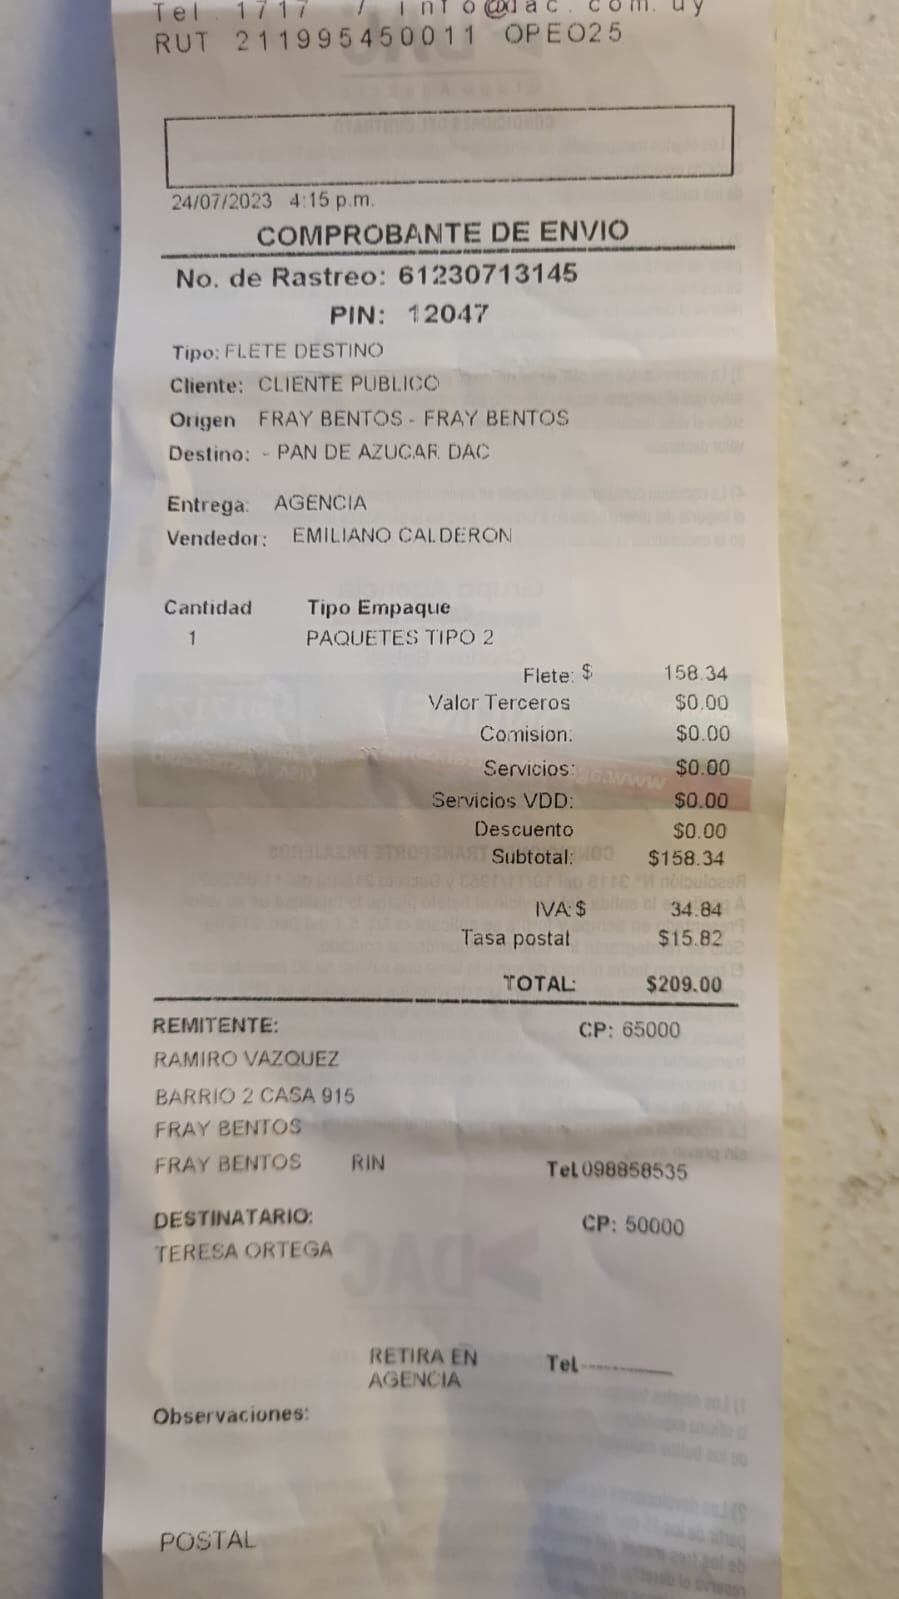 Tel. 1717 / info@dac.com.uy
RUT 211995450011 OPEO25
24/07/2023 4:15 p.m.
COMPROBANTE DE ENVIO
No. de Rastreo: 61230713145
PIN: 12047
Tipo: FLETE DESTINO
Cliente: CLIENTE PUBLICO
Origen FRAY BENTOS - FRAY BENTOS
Destino: - PAN DE AZUCAR DAC
Entrega: AGENCIA
Vendedor: EMILIANO CALDERON
Cantidad Tipo Empaque
1 PAQUETES TIPO 2
Flete: $ 158.34
Valor Terceros $0.00
Comision: $0.00
Servicios: $0.00
Servicios VDD: $0.00
Descuento $0.00
Subtotal: $158.34
IVA: $ 34.84
Tasa postal $15.82
TOTAL: $209.00
REMITENTE: CP: 65000
RAMIRO VAZQUEZ
BARRIO 2 CASA 915
FRAY BENTOS
FRAY BENTOS RIN Tel. 098858535
DESTINATARIO: CP: 50000
TERESA ORTEGA
RETIRA EN Tel.----------
AGENCIA
Observaciones:
POSTAL